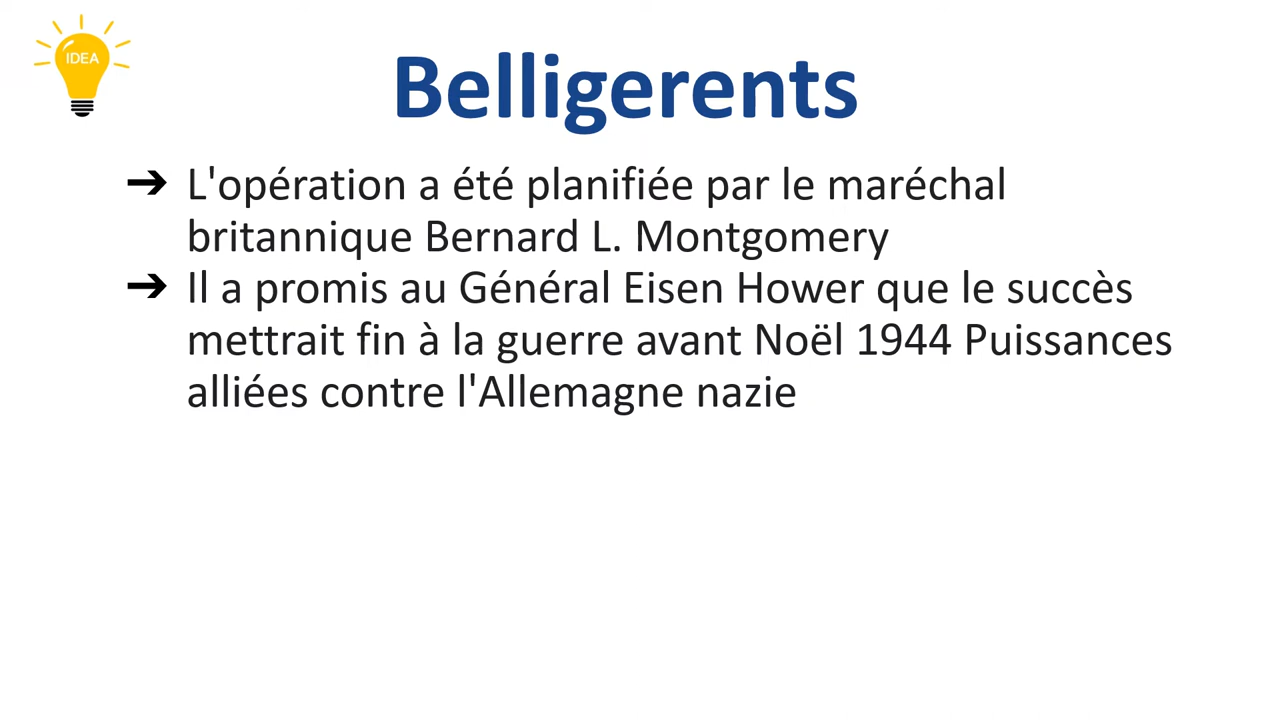 IDEA
Belligerents
➔ L'opération a été planifiée par le maréchal
britannique Bernard L. Montgomery
➔ Il a promis au Général Eisen Hower que le succès
mettrait fin à la guerre avant Noël 1944 Puissances
alliées contre l'Allemagne nazie